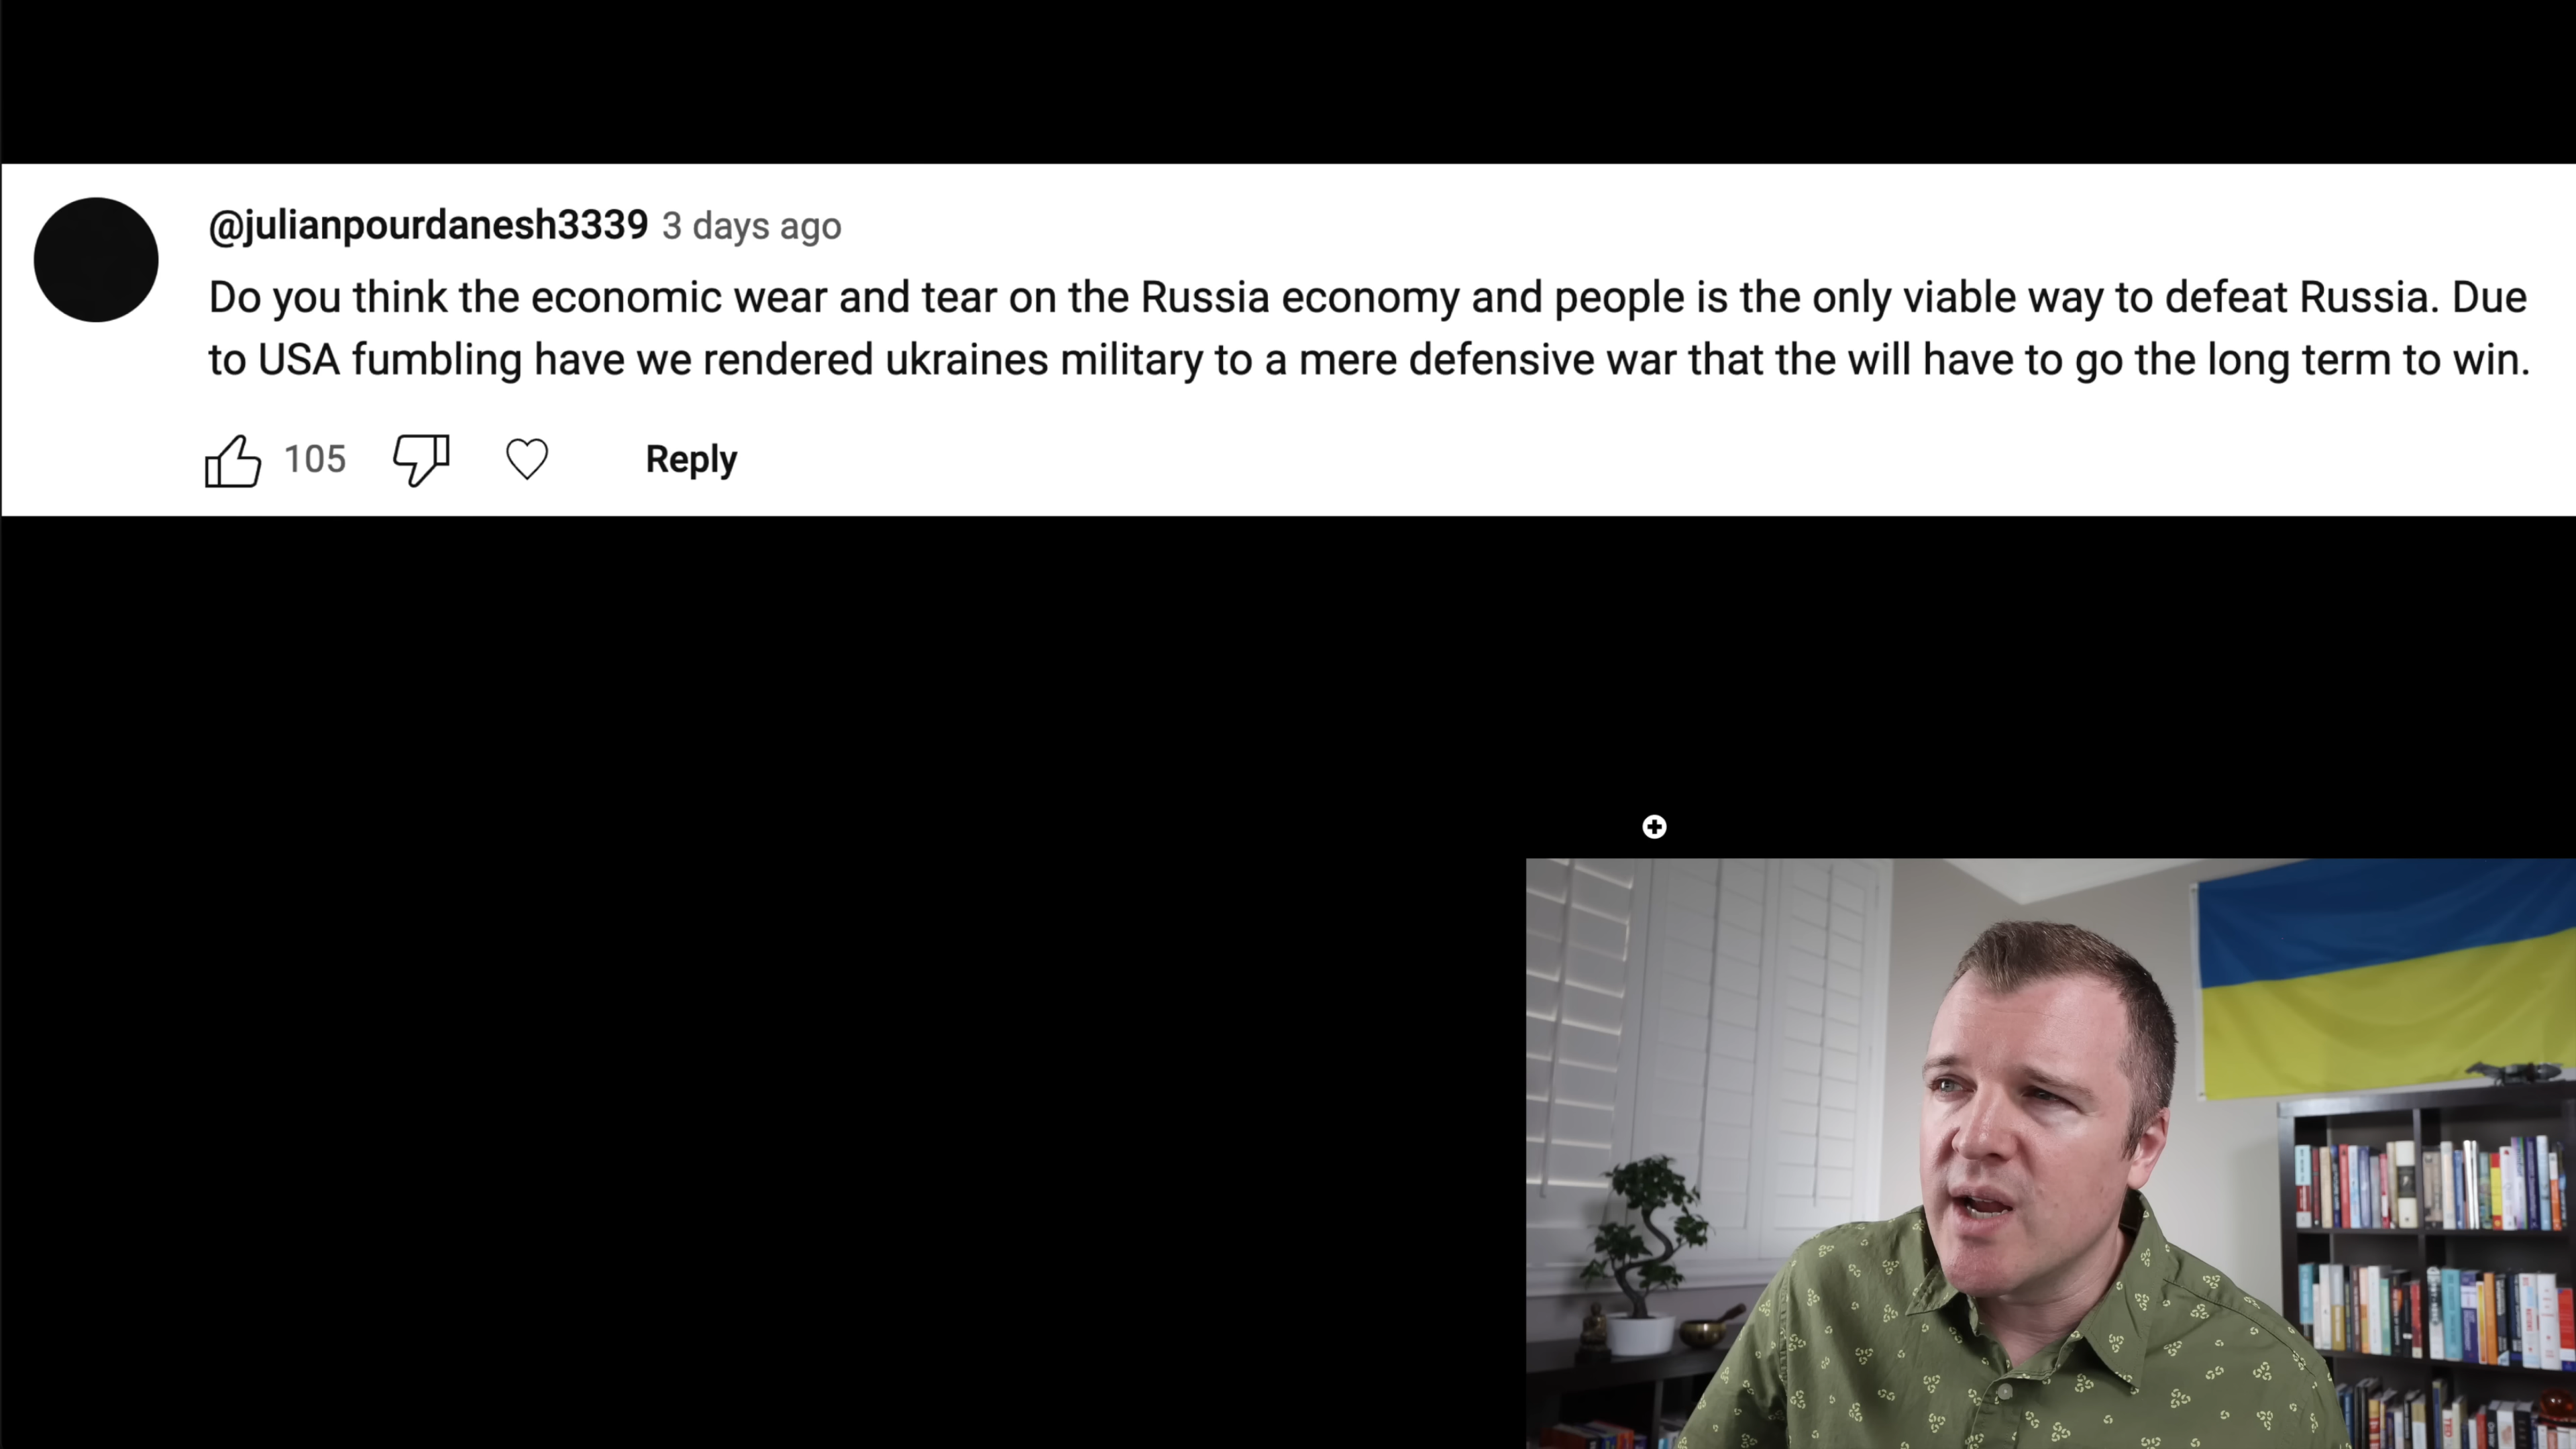 @julianpourdanesh3339 3 days ago
Do you think the economic wear and tear on the Russia economy and people is the only viable way to defeat Russia. Due
to USA fumbling have we rendered ukraines military to a mere defensive war that the will have to go the long term to win.
105 Reply